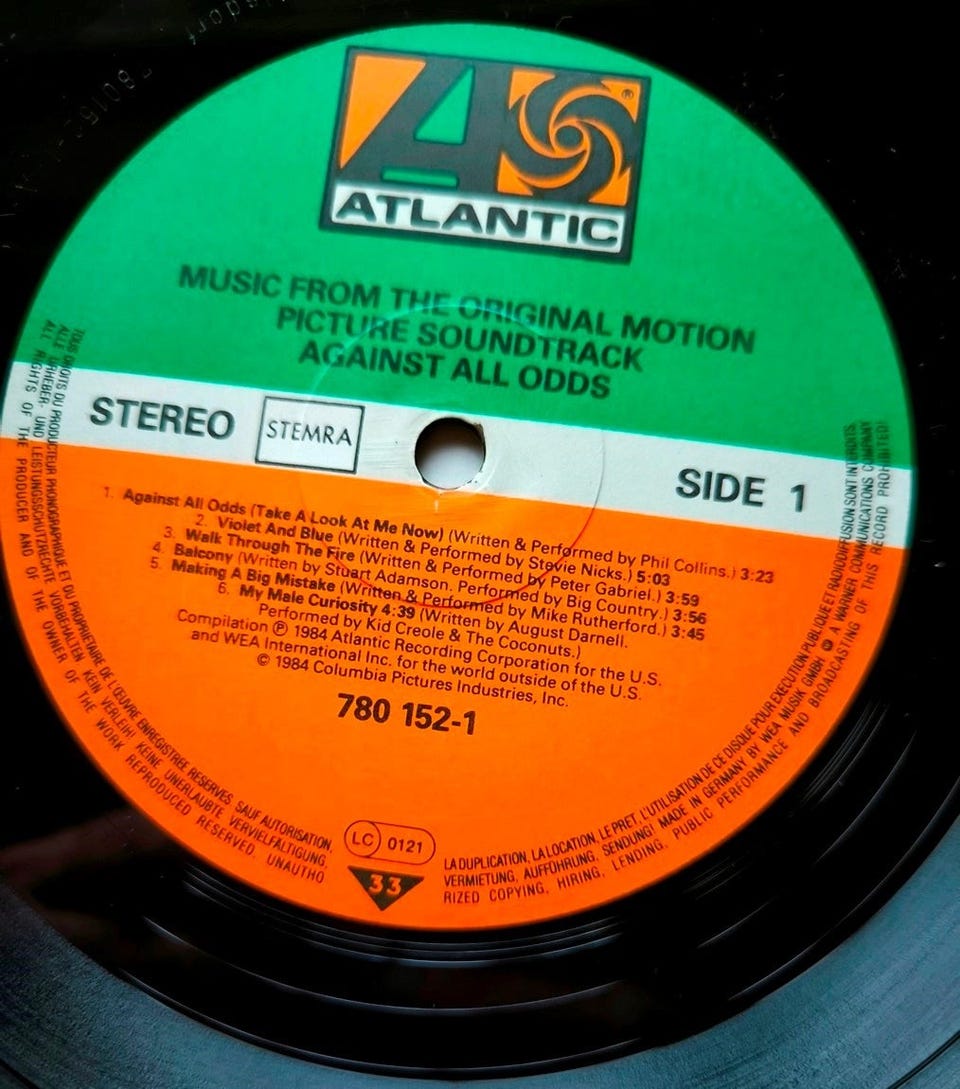 ATLANTIC
®
MUSIC FROM THE ORIGINAL MOTION
PICTURE SOUNDTRACK
AGAINST ALL ODDS
STEREO
STEMRA
SIDE 1
1. Against All Odds (Take A Look At Me Now) (Written & Performed by Phil Collins.) 3:23
2. Violet And Blue (Written & Performed by Stevie Nicks.) 5:03
3. Walk Through The Fire (Written & Performed by Peter Gabriel.) 3:59
4. Balcony (Written by Stuart Adamson. Performed by Big Country.) 3:56
5. Making A Big Mistake (Written & Performed by Mike Rutherford.) 3:45
6. My Male Curiosity 4:39 (Written by August Darnell.
Performed by Kid Creole & The Coconuts.)
Compilation ℗ 1984 Atlantic Recording Corporation for the U.S.
and WEA International Inc. for the world outside of the U.S.
© 1984 Columbia Pictures Industries, Inc.
780 152-1
LC 0121
33
TOUS DROITS DU PRODUCTEUR PHONOGRAPHIQUE ET DU PROPRIETAIRE DE L'ŒUVRE ENREGISTREE RESERVES SAUF AUTORISATION,
LA DUPLICATION, LA LOCATION, LE PRET, L'UTILISATION DE CE DISQUE POUR EXECUTION PUBLIQUE ET RADIODIFFUSION SONT INTERDITS.
ALLE URHEBER- UND LEISTUNGSSCHUTZRECHTE VORBEHALTEN KEIN VERLEIH! KEINE UNERLAUBTE VERVIELFÄLTIGUNG,
VERMIETUNG, AUFFÜHRUNG, SENDUNG! MADE IN GERMANY BY WEA MUSIK GMBH. A WARNER COMMUNICATIONS COMPANY
ALL RIGHTS OF THE PRODUCER AND OF THE OWNER OF THE WORK REPRODUCED RESERVED, UNAUTHO
RIZED COPYING, HIRING, LENDING, PUBLIC PERFORMANCE AND BROADCASTING OF THIS RECORD PROHIBITED!